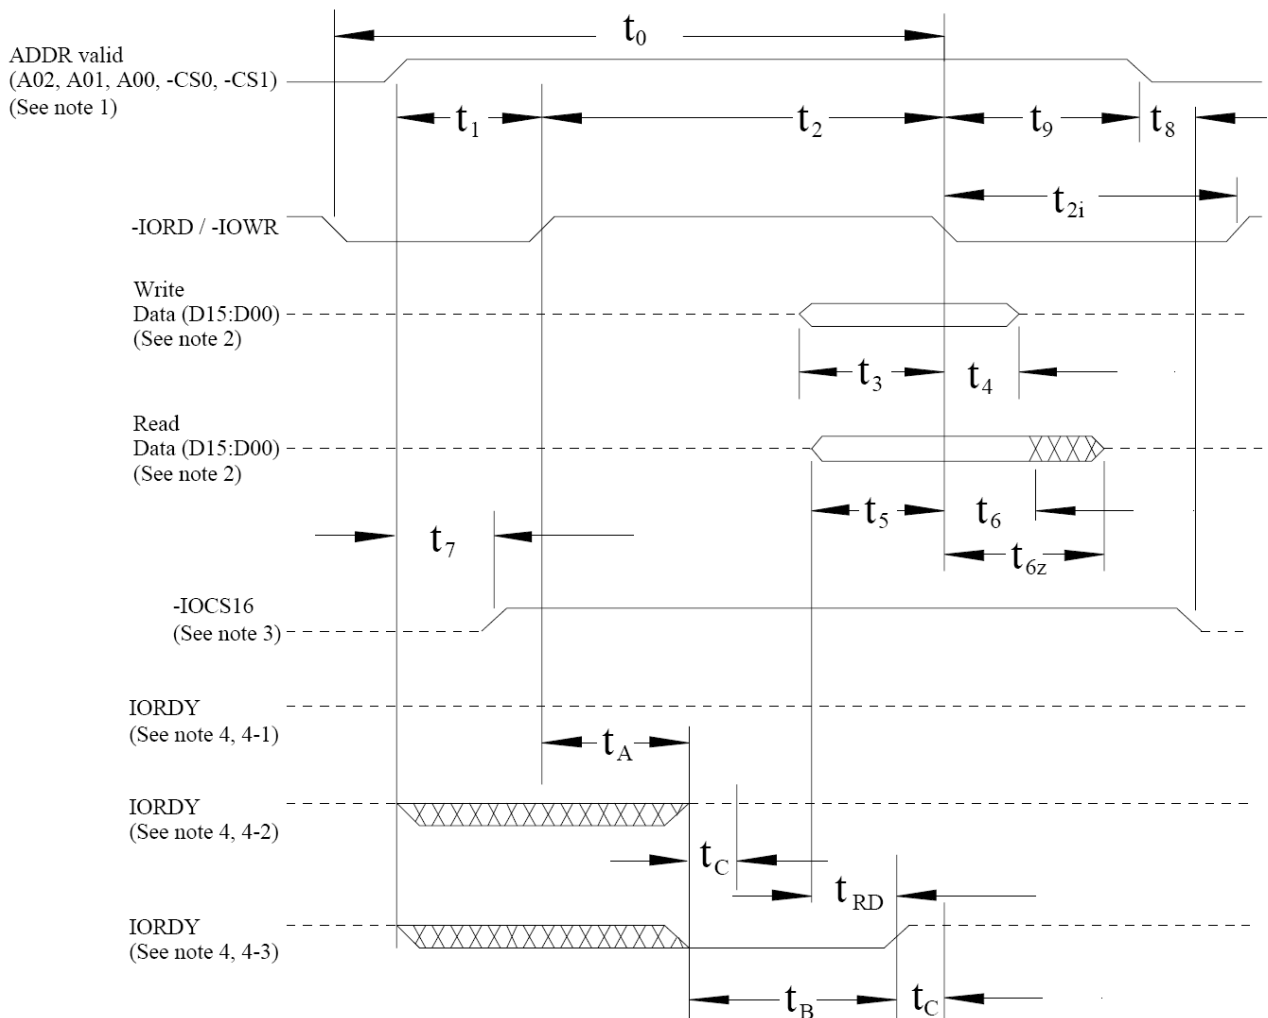 t0
ADDR valid
(A02, A01, A00, -CS0, -CS1)
(See note 1)
t1
t2
t9
t8
t2i
-IORD / -IOWR
Write
Data (D15:D00)
(See note 2)
t3
t4
Read
Data (D15:D00)
(See note 2)
t5
t6
t7
t6z
-IOCS16
(See note 3)
IORDY
(See note 4, 4-1)
tA
IORDY
(See note 4, 4-2)
tC
tRD
IORDY
(See note 4, 4-3)
tB
tC